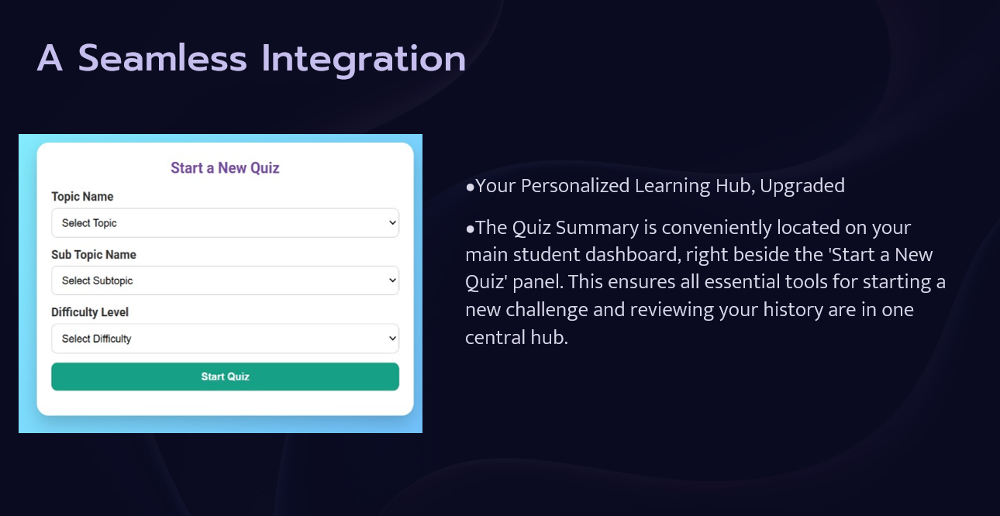 A Seamless Integration
Start a New Quiz
Topic Name
Select Topic
Sub Topic Name
Select Subtopic
Difficulty Level
Select Difficulty
Start Quiz
●Your Personalized Learning Hub, Upgraded
●The Quiz Summary is conveniently located on your
main student dashboard, right beside the 'Start a New
Quiz' panel. This ensures all essential tools for starting a
new challenge and reviewing your history are in one
central hub.